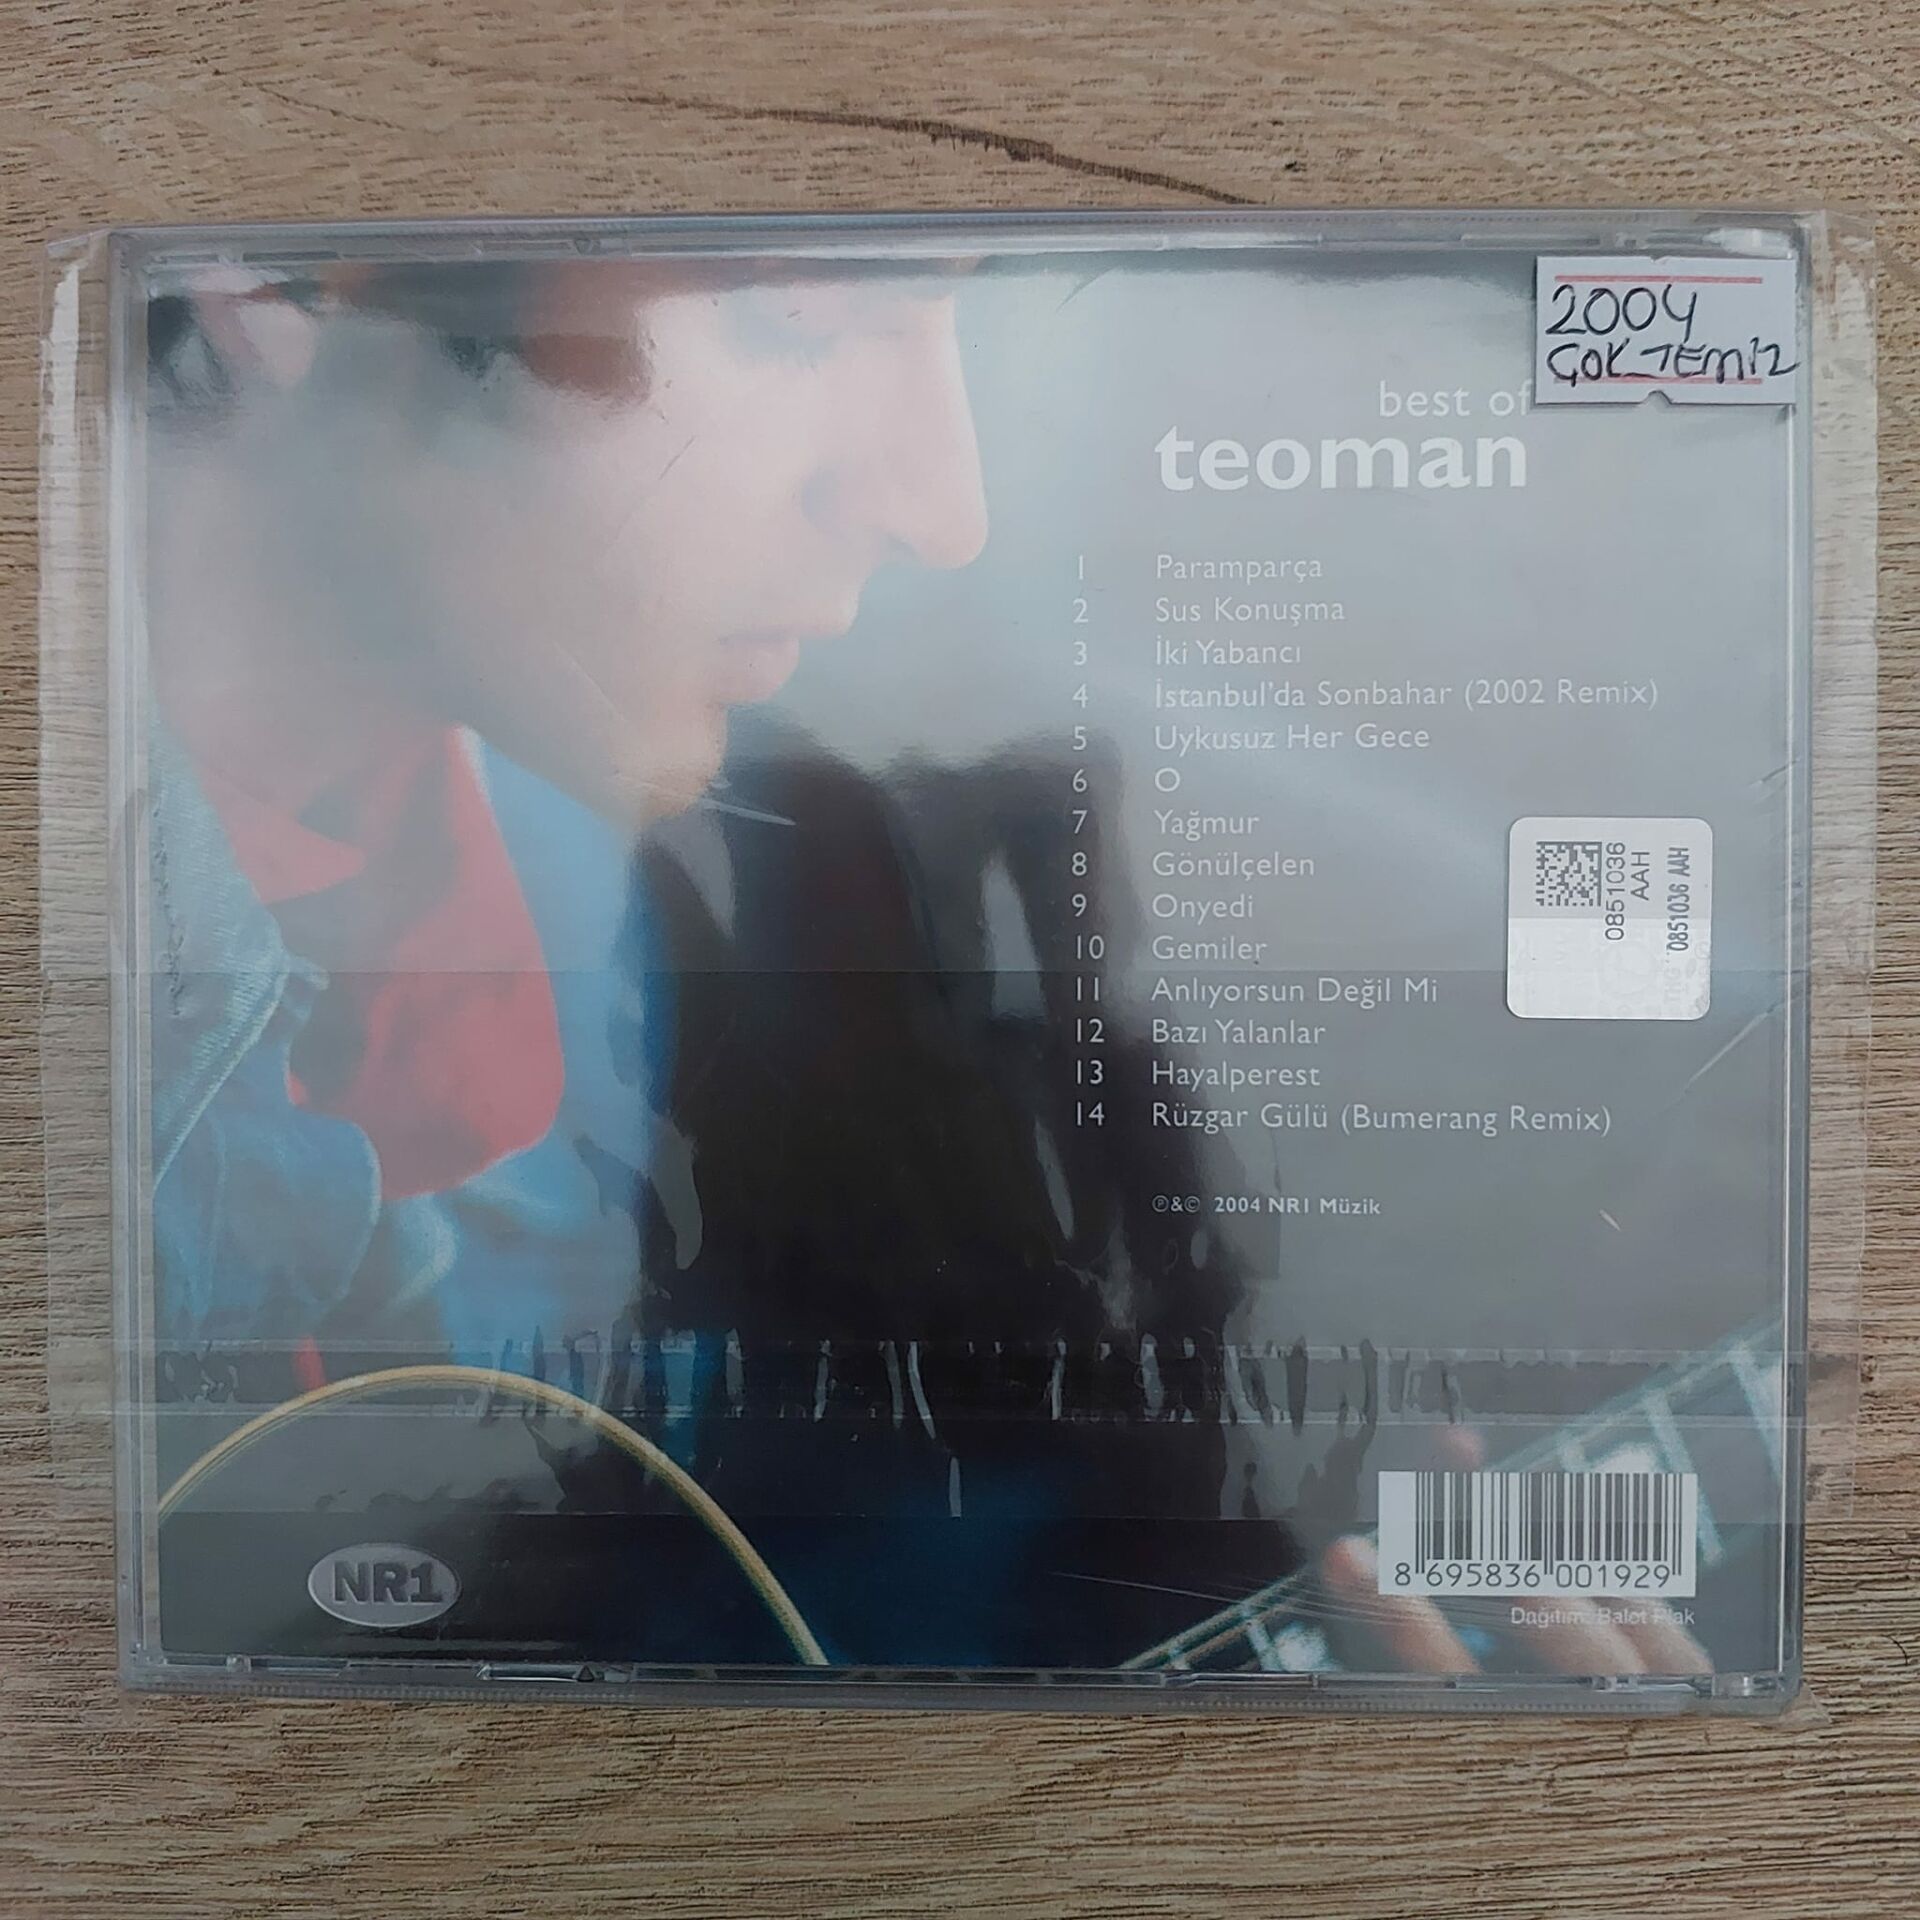 2004
ÇOK TEMİZ
best of
teoman
1 Paramparça
2 Sus Konuşma
3 İki Yabancı
4 İstanbul'da Sonbahar (2002 Remix)
5 Uykusuz Her Gece
6 O
7 Yağmur
8 Gönülçelen
9 Onyedi
10 Gemiler
11 Anlıyorsun Değil Mi
12 Bazı Yalanlar
13 Hayalperest
14 Rüzgar Gülü (Bumerang Remix)
℗&© 2004 NR1 Müzik
0851036
AAH
0851036 AAH
NR1
8 695836 001929
Dağıtım: Balet Plak